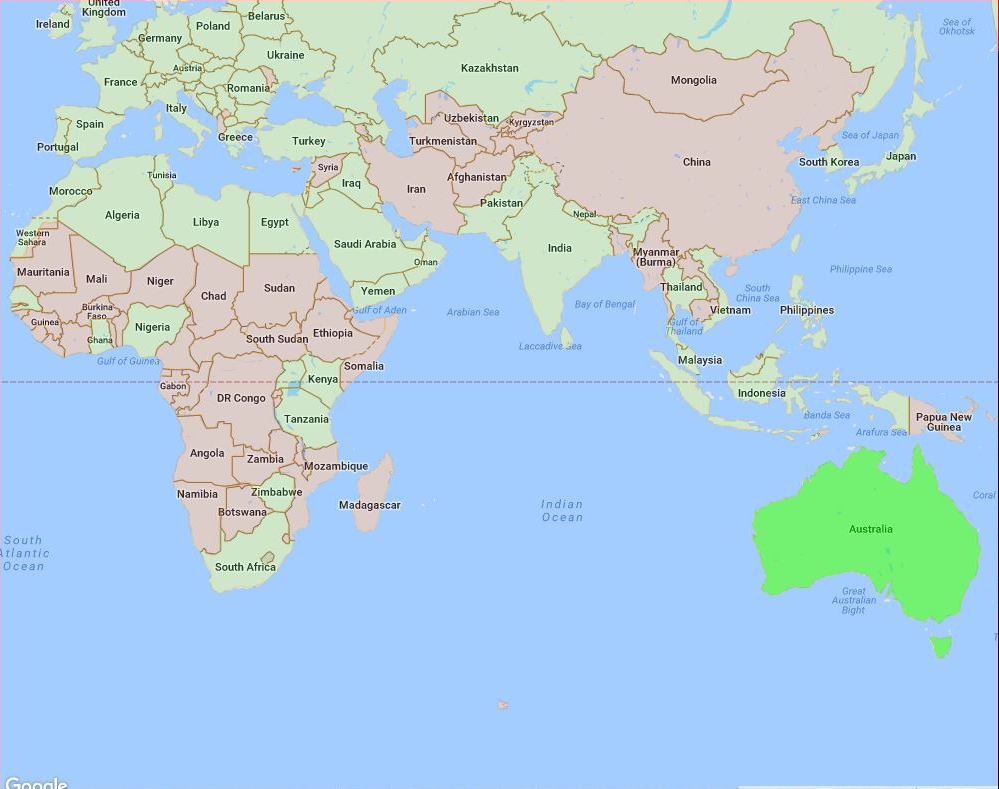 United
Kingdom
Ireland
Belarus
Poland
Germany
Ukraine
Austria
France
Romania
Italy
Spain
Portugal
Greece
Turkey
Kazakhstan
Mongolia
Sea of
Okhotsk
Uzbekistan
Kyrgyzstan
Turkmenistan
Sea of Japan
Japan
South Korea
China
Syria
Tunisia
Morocco
Iraq
Iran
Afghanistan
Pakistan
Nepal
East China Sea
Algeria
Libya
Egypt
Western
Sahara
Saudi Arabia
India
Myanmar
(Burma)
Oman
Mauritania
Mali
Niger
Chad
Sudan
Yemen
Thailand
South
China Sea
Philippine Sea
Burkina
Faso
Gulf of Aden
Arabian Sea
Bay of Bengal
Vietnam
Philippines
Guinea
Ghana
Nigeria
South Sudan
Ethiopia
Gulf of
Thailand
Laccadive Sea
Gulf of Guinea
Somalia
Malaysia
Gabon
Kenya
DR Congo
Indonesia
Tanzania
Banda Sea
Papua New
Guinea
Arafura Sea
Angola
Zambia
Mozambique
Namibia
Zimbabwe
Botswana
Madagascar
Indian
Ocean
Coral
Australia
South
Atlantic
Ocean
South Africa
Great
Australian
Bight
Google